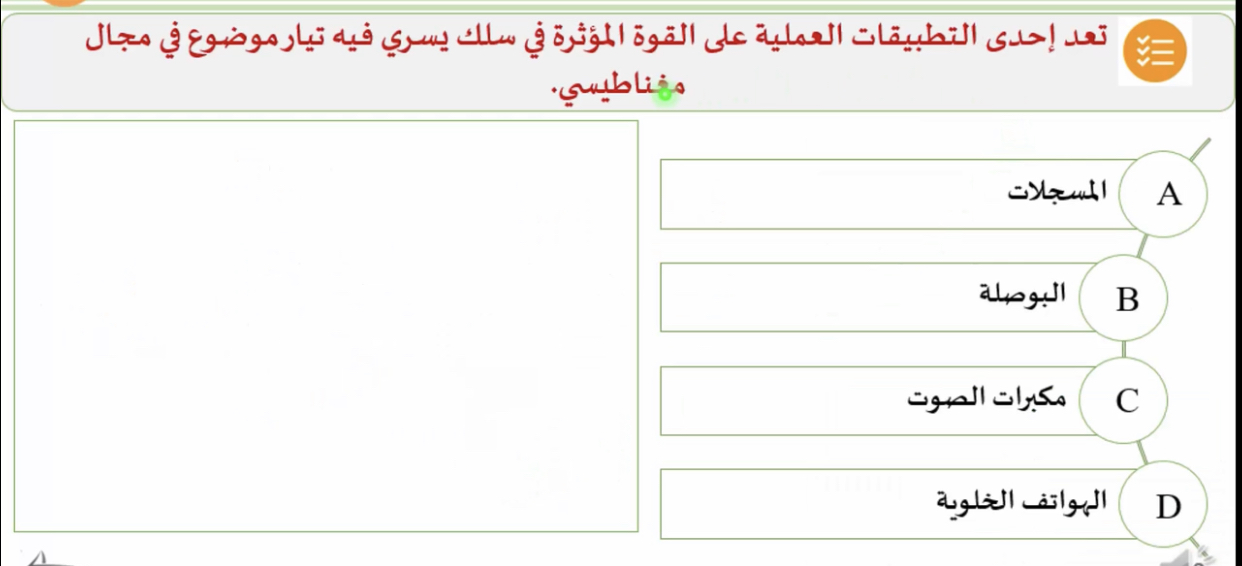 تعد إحدى التطبيقات العملية على القوة المؤثرة في سلك يسري فيه تيار موضوع في مجال
مغناطيسي.
A المسجلات
B البوصلة
C مكبرات الصوت
D الهواتف الخلوية